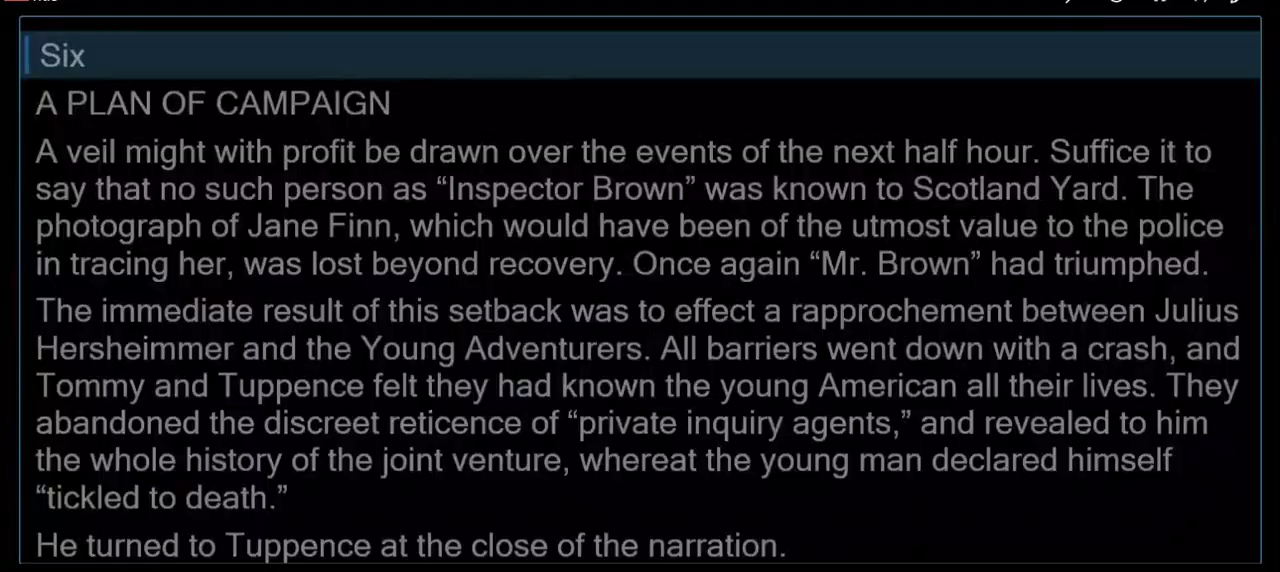 Six
A PLAN OF CAMPAIGN
A veil might with profit be drawn over the events of the next half hour. Suffice it to
say that no such person as “Inspector Brown” was known to Scotland Yard. The
photograph of Jane Finn, which would have been of the utmost value to the police
in tracing her, was lost beyond recovery. Once again “Mr. Brown” had triumphed.
The immediate result of this setback was to effect a rapprochement between Julius
Hersheimmer and the Young Adventurers. All barriers went down with a crash, and
Tommy and Tuppence felt they had known the young American all their lives. They
abandoned the discreet reticence of “private inquiry agents,” and revealed to him
the whole history of the joint venture, whereat the young man declared himself
“tickled to death.”
He turned to Tuppence at the close of the narration.